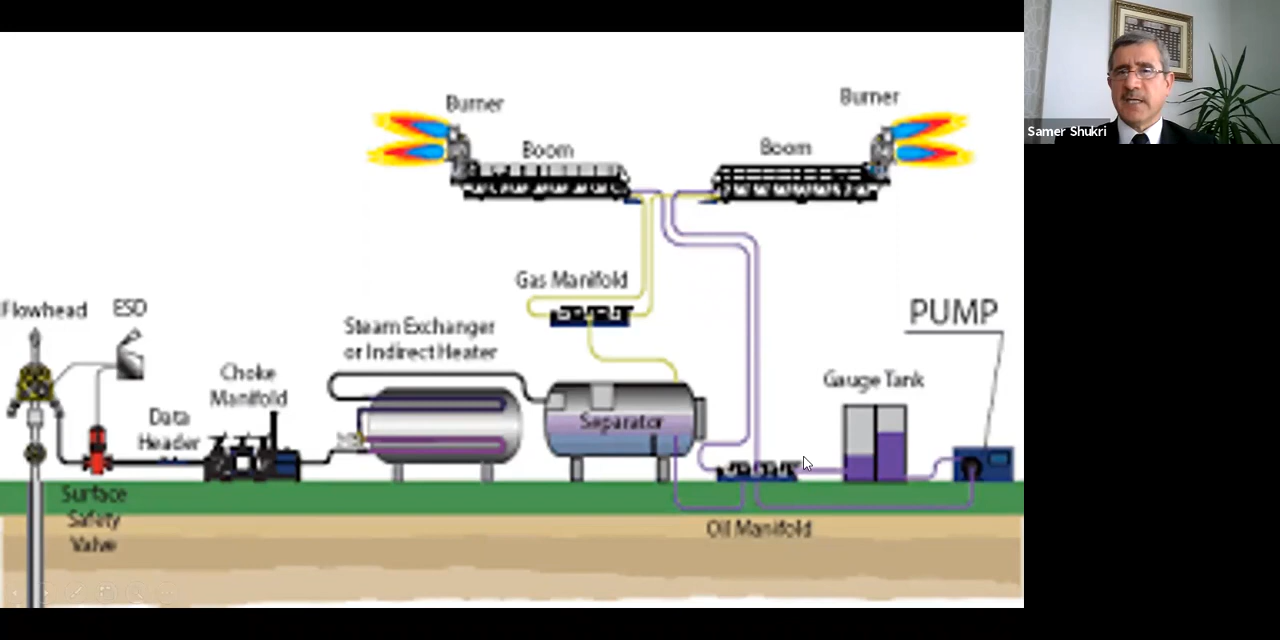 Burner
Burner
Samer Shukri
Boom
Boom
Gas Manifold
Flowhead
ESD
PUMP
Steam Exchanger
or Indirect Heater
Choke
Manifold
Gauge Tank
Data
Header
Separator
Surface
Safety
Valve
Oil Manifold